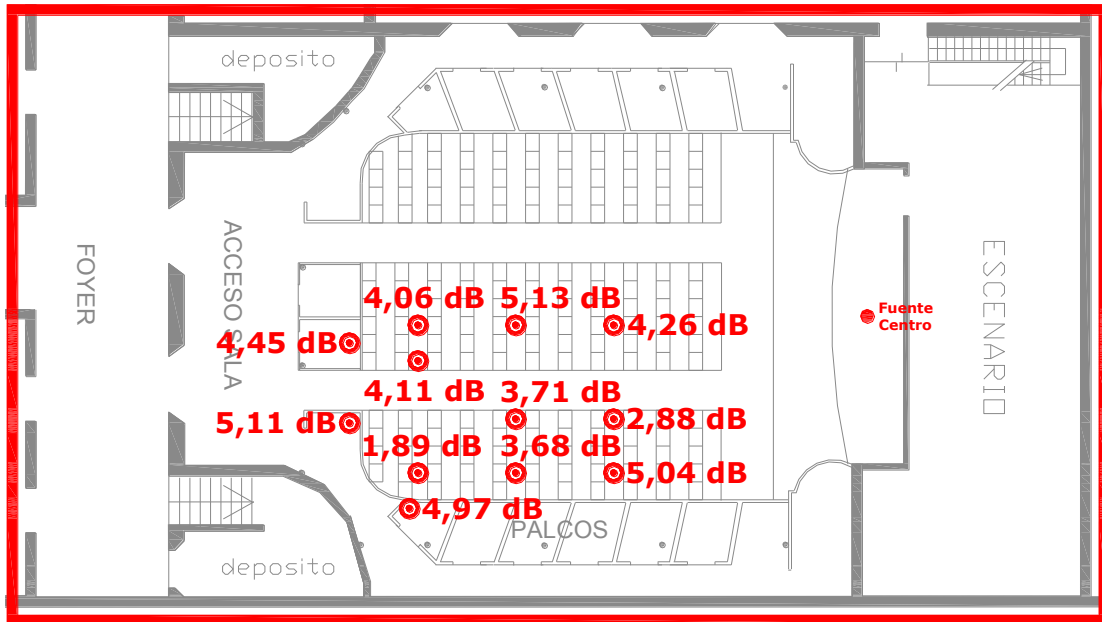 deposito
FOYER
ACCESO SALA
ESCENARIO
4,06 dB
5,13 dB
Fuente
Centro
4,26 dB
4,45 dB
4,11 dB
3,71 dB
5,11 dB
2,88 dB
1,89 dB
3,68 dB
5,04 dB
4,97 dB
PALCOS
deposito